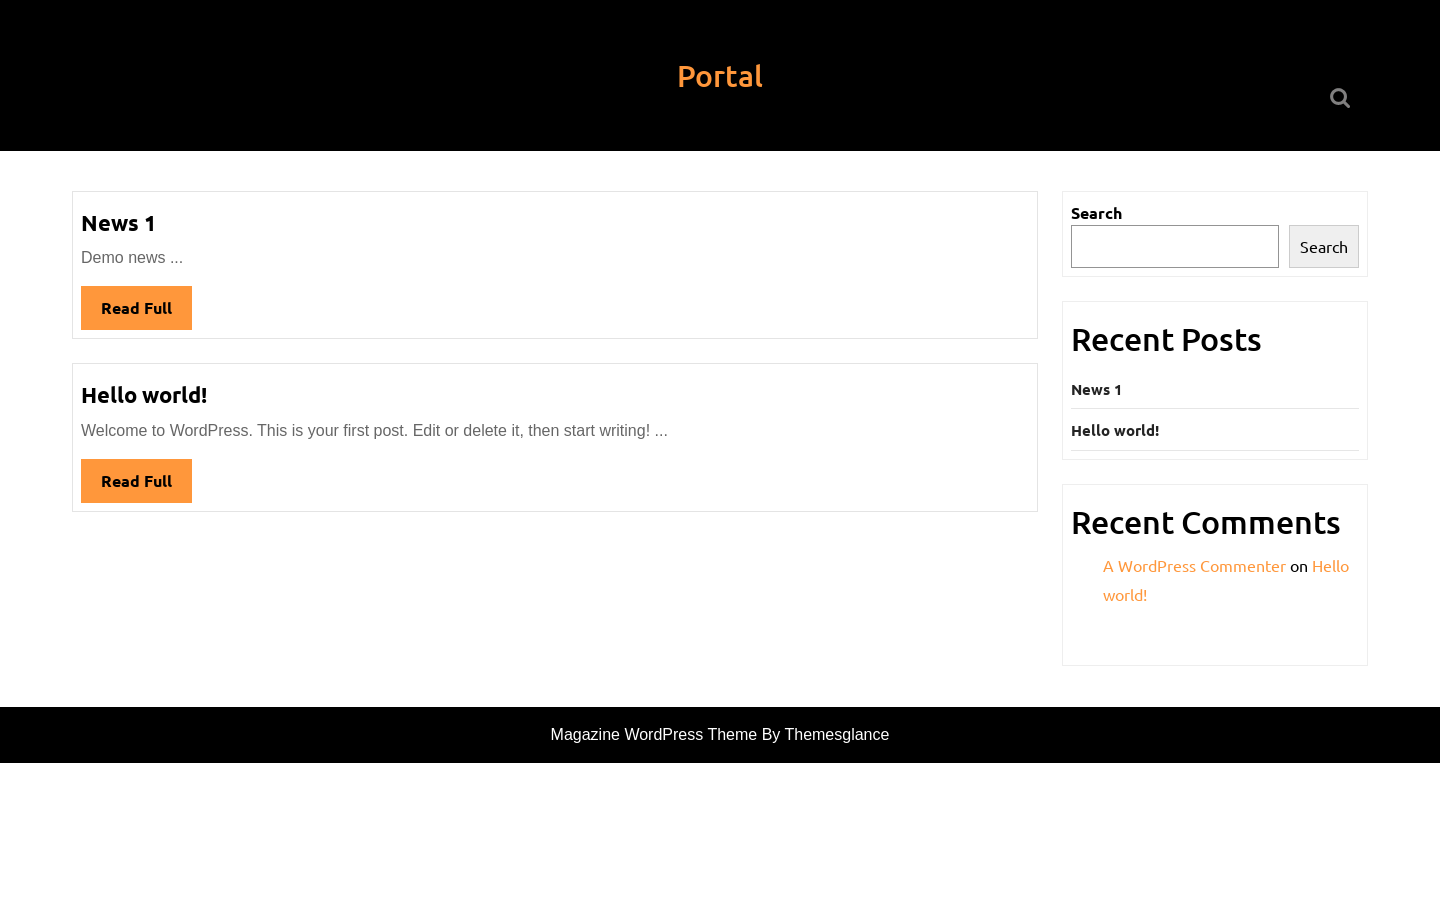 Portal
News 1
Demo news ...
Read Full
Hello world!
Welcome to WordPress. This is your first post. Edit or delete it, then start writing! ...
Read Full
Search
Search
Recent Posts
News 1
Hello world!
Recent Comments
A WordPress Commenter on Hello
world!
Magazine WordPress Theme By Themesglance